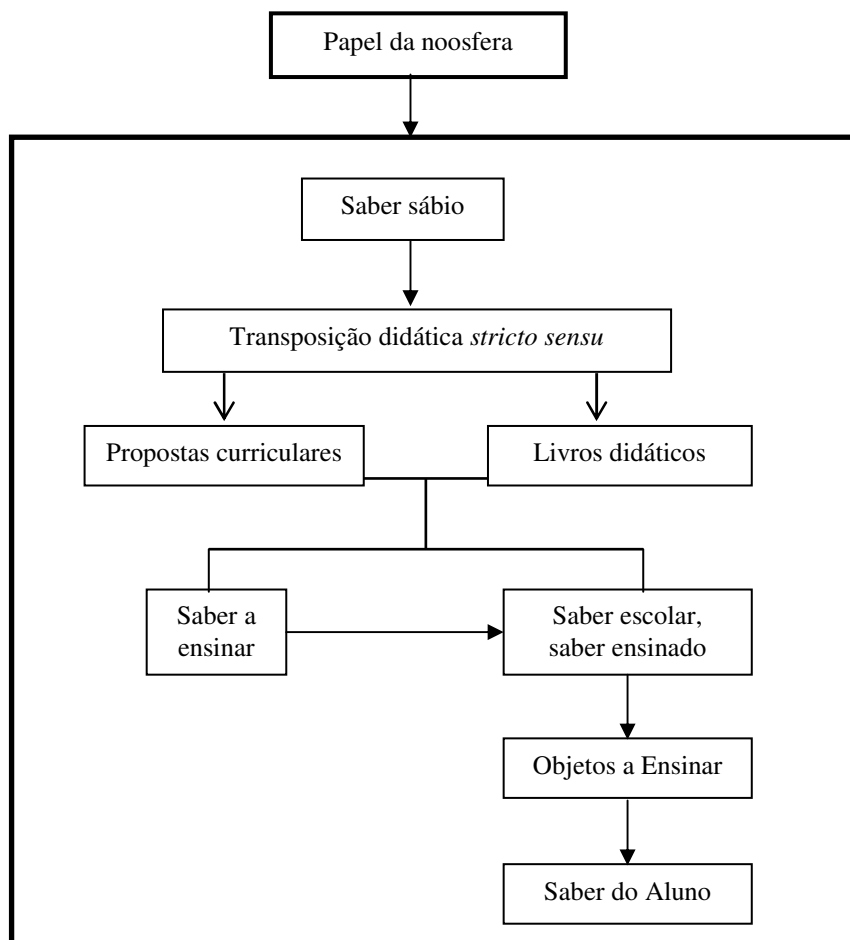 Papel da noosfera
Saber sábio
Transposição didática stricto sensu
Propostas curriculares
Livros didáticos
Saber a
ensinar
Saber escolar,
saber ensinado
Objetos a Ensinar
Saber do Aluno